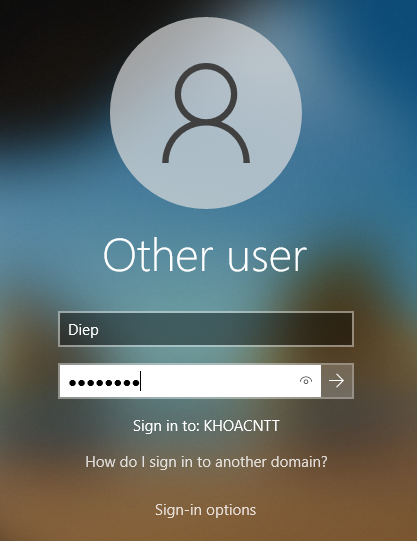 Other user
Diep
Sign in to: KHOACNTT
How do I sign in to another domain?
Sign-in options